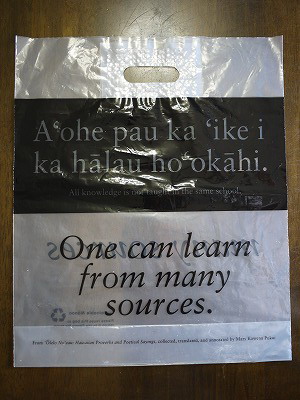 Aʻohe pau ka ʻike i
ka hālau hoʻokāhi.
All knowledge is not taught in the same school.
One can learn
from many
sources.
From ʻŌlelo Noʻeau: Hawaiian Proverbs and Poetical Sayings, collected, translated, and annotated by Mary Kawena Pukui